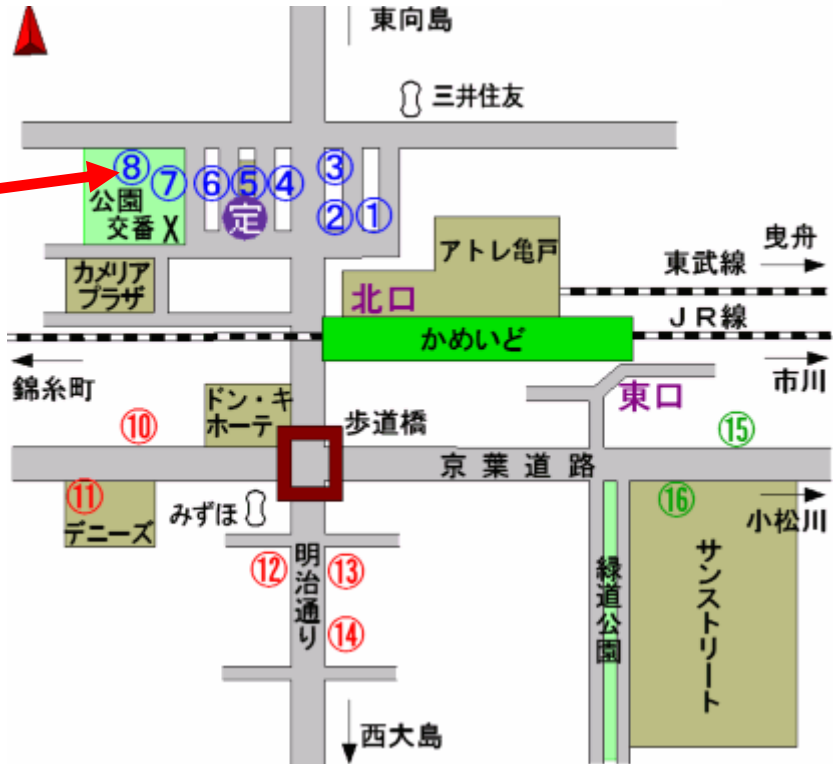 東向島
三井住友
⑧
⑦
⑥
⑤
④
③
②
①
公園
交番 X
定
カメリア
プラザ
アトレ亀戸
曳舟
東武線
北口
JR線
かめいど
錦糸町
市川
ドン・キ
ホーテ
東口
歩道橋
⑩
⑮
京葉道路
⑪
デニーズ
みずほ
⑯
小松川
⑫
⑬
⑭
明治通り
緑道公園
サンストリート
西大島